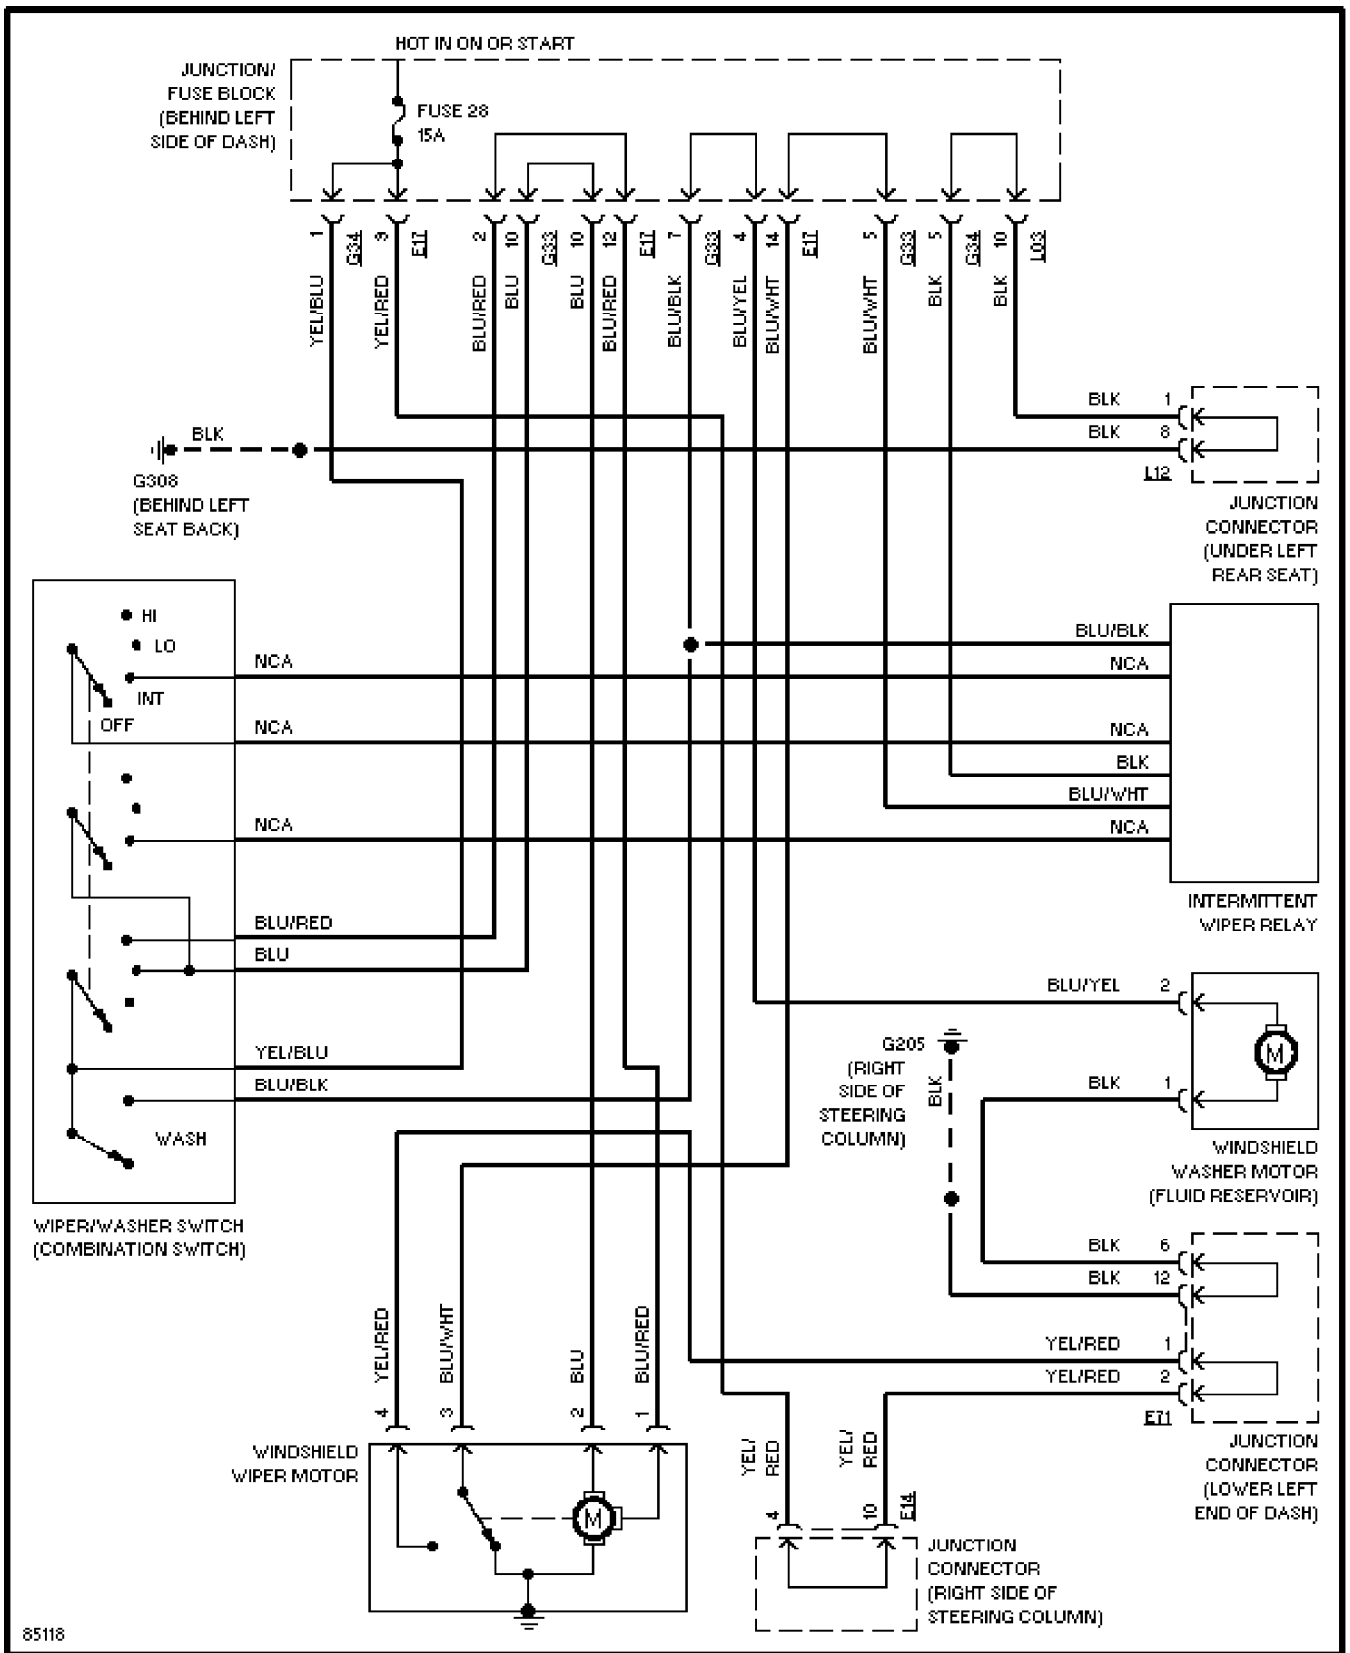 HOT IN ON OR START
JUNCTION/
FUSE BLOCK
(BEHIND LEFT
SIDE OF DASH)
FUSE 28
15A
1
G34
9
E17
2
10
G33
10
12
E17
7
G33
4
14
E17
5
G33
5
G34
10
L03
YEL/BLU
YEL/RED
BLU/RED
BLU
BLU
BLU/RED
BLU/BLK
BLU/YEL
BLU/WHT
BLU/WHT
BLK
BLK
BLK 1
BLK 8
L12
JUNCTION
CONNECTOR
(UNDER LEFT
REAR SEAT)
BLK
G308
(BEHIND LEFT
SEAT BACK)
HI
LO
INT
OFF
NCA
NCA
NCA
BLU/RED
BLU
YEL/BLU
BLU/BLK
WASH
WIPER/WASHER SWITCH
(COMBINATION SWITCH)
BLU/BLK
NCA
NCA
BLK
BLU/WHT
NCA
INTERMITTENT
WIPER RELAY
BLU/YEL 2
BLK 1
M
WINDSHIELD
WASHER MOTOR
(FLUID RESERVOIR)
G205
(RIGHT
SIDE OF
STEERING
COLUMN)
BLK
BLK 6
BLK 12
YEL/RED 1
YEL/RED 2
E71
JUNCTION
CONNECTOR
(LOWER LEFT
END OF DASH)
YEL/RED
BLU/WHT
BLU
BLU/RED
4
3
2
1
WINDSHIELD
WIPER MOTOR
M
YEL/
RED
YEL/
RED
4
10
E14
JUNCTION
CONNECTOR
(RIGHT SIDE OF
STEERING COLUMN)
85118